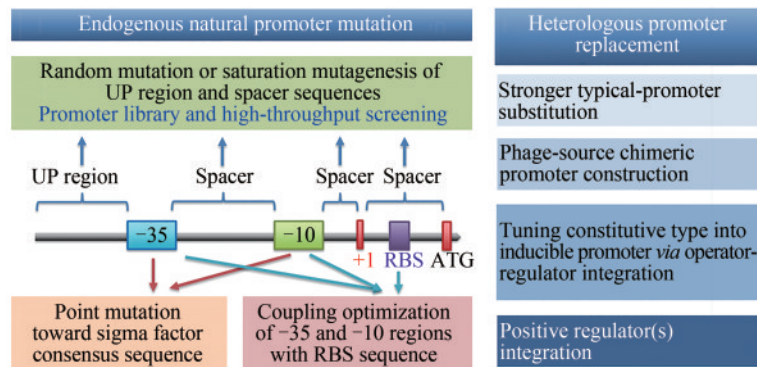 Endogenous natural promoter mutation
Random mutation or saturation mutagenesis of
UP region and spacer sequences
Promoter library and high-throughput screening
UP region
Spacer
Spacer
Spacer
−35
−10
+1
RBS
ATG
Point mutation
toward sigma factor
consensus sequence
Coupling optimization
of −35 and −10 regions
with RBS sequence
Heterologous promoter
replacement
Stronger typical-promoter
substitution
Phage-source chimeric
promoter construction
Tuning constitutive type into
inducible promoter via operator-
regulator integration
Positive regulator(s)
integration